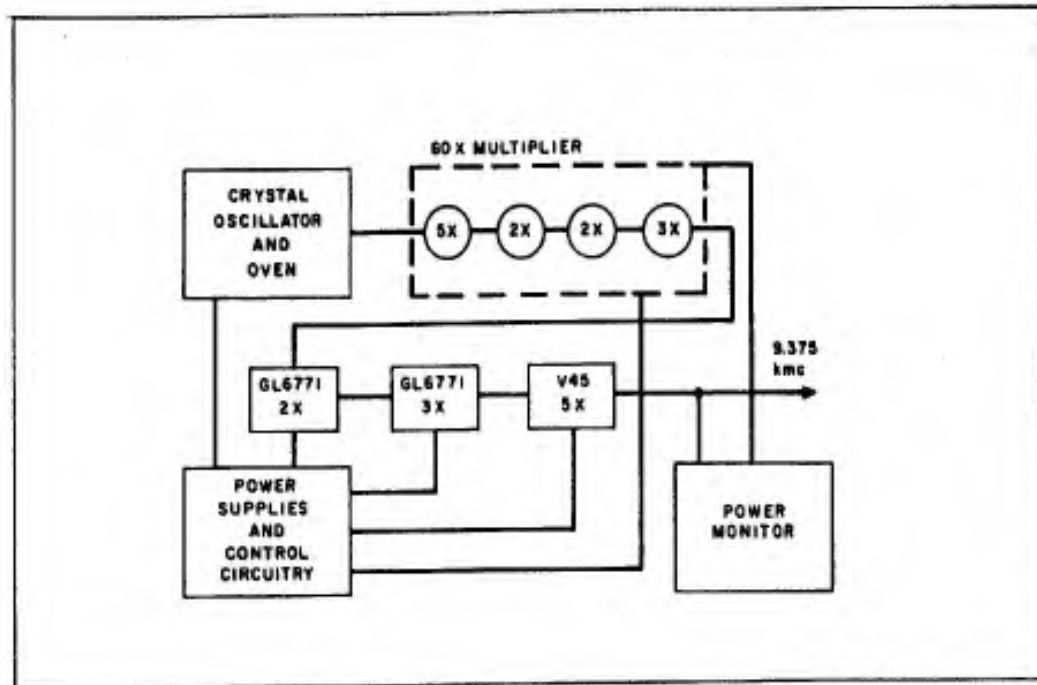 60X MULTIPLIER
CRYSTAL
OSCILLATOR
AND
OVEN
5X
2X
2X
3X
9.375
kmc
GL6771
2X
GL6771
3X
V45
5X
POWER
SUPPLIES
AND
CONTROL
CIRCUITRY
POWER
MONITOR